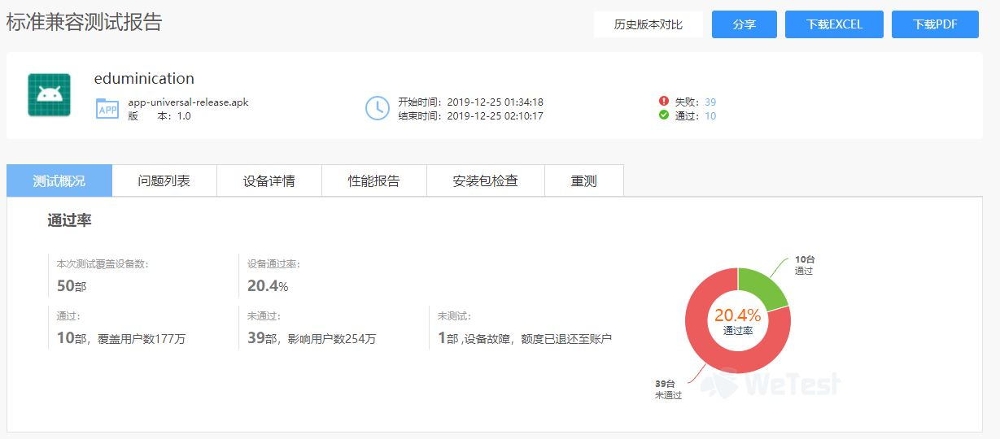 标准兼容测试报告
历史版本对比
分享
下载EXCEL
下载PDF
eduminication
APP
app-universal-release.apk
版 本：1.0
开始时间：2019-12-25 01:34:18
结束时间：2019-12-25 02:10:17
失败：39
通过：10
测试概况
问题列表
设备详情
性能报告
安装包检查
重测
通过率
本次测试覆盖设备数：
50部
设备通过率：
20.4%
通过：
10部，覆盖用户数177万
未通过：
39部，影响用户数254万
未测试：
1部 ,设备故障，额度已退还至账户
10台
通过
20.4%
通过率
39台
未通过
WeTest